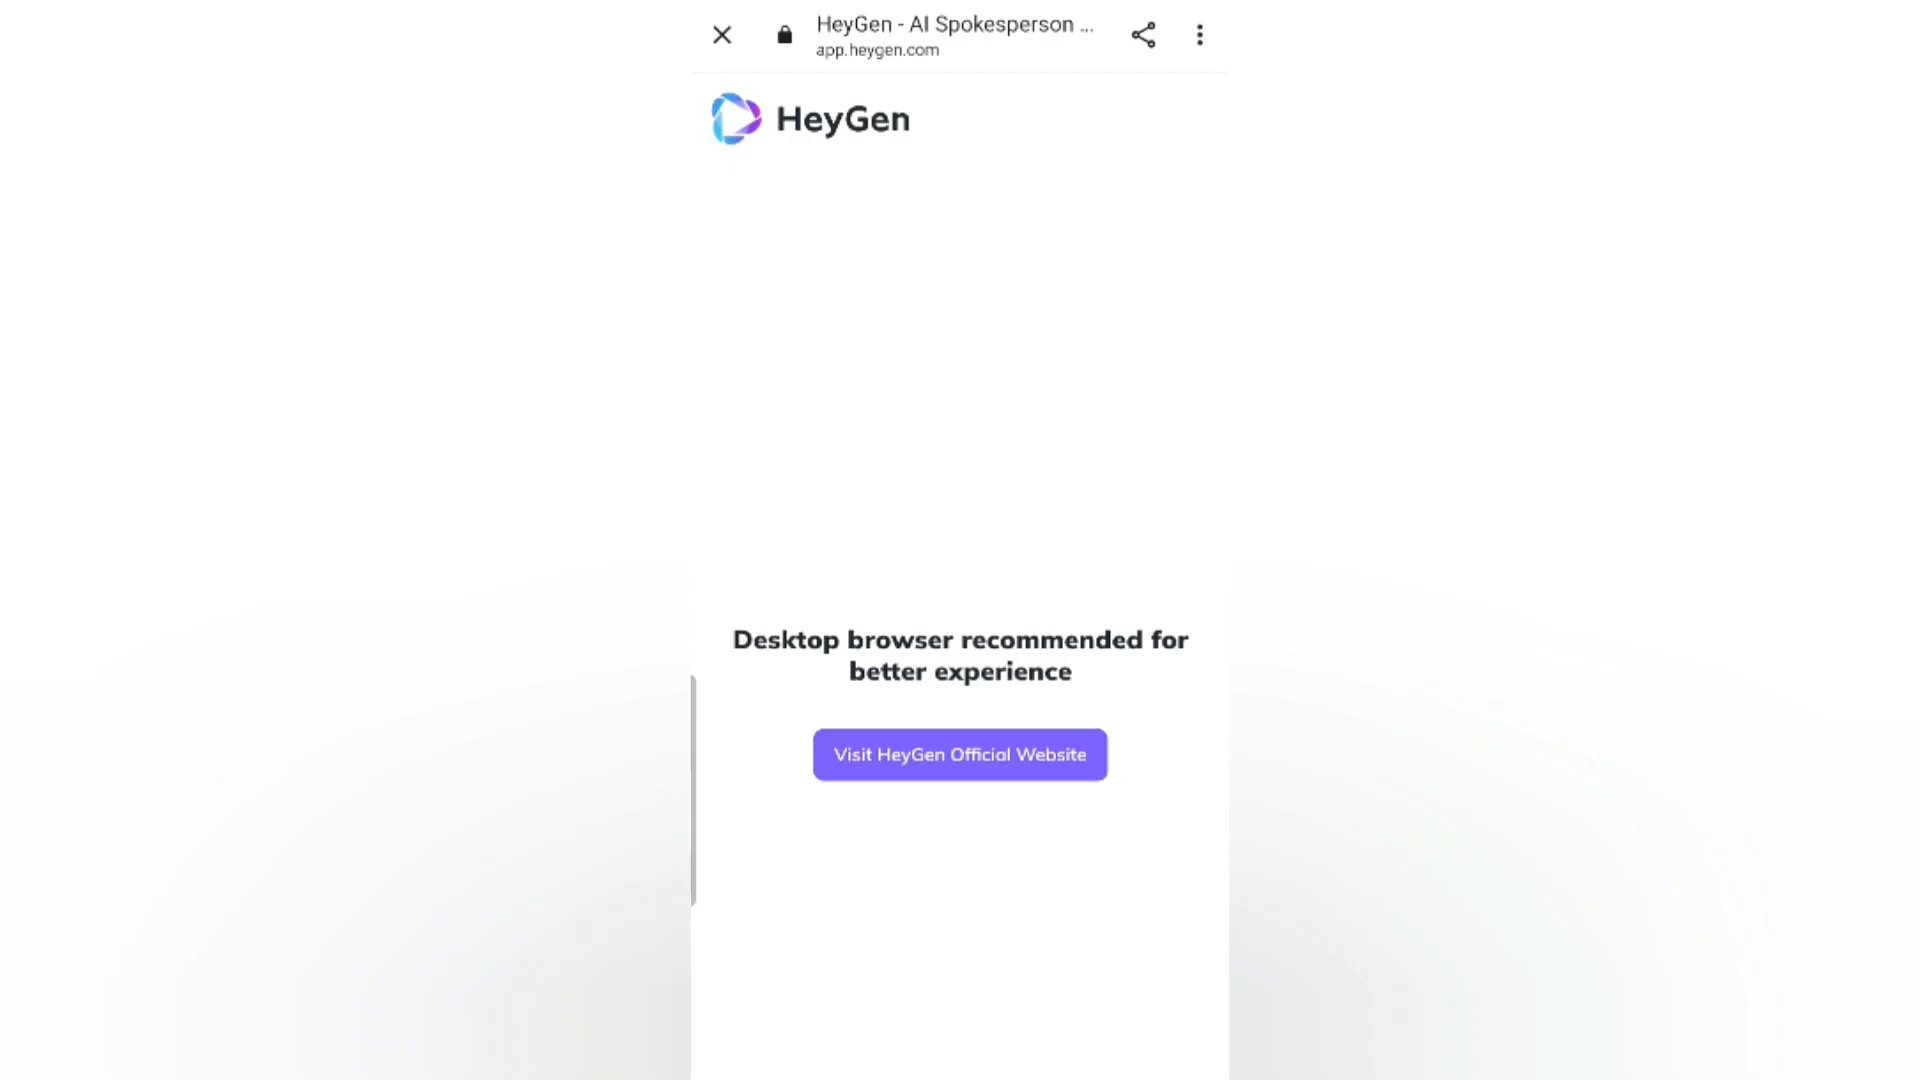 HeyGen - AI Spokesperson ...
app.heygen.com
HeyGen
Desktop browser recommended for
better experience
Visit HeyGen Official Website